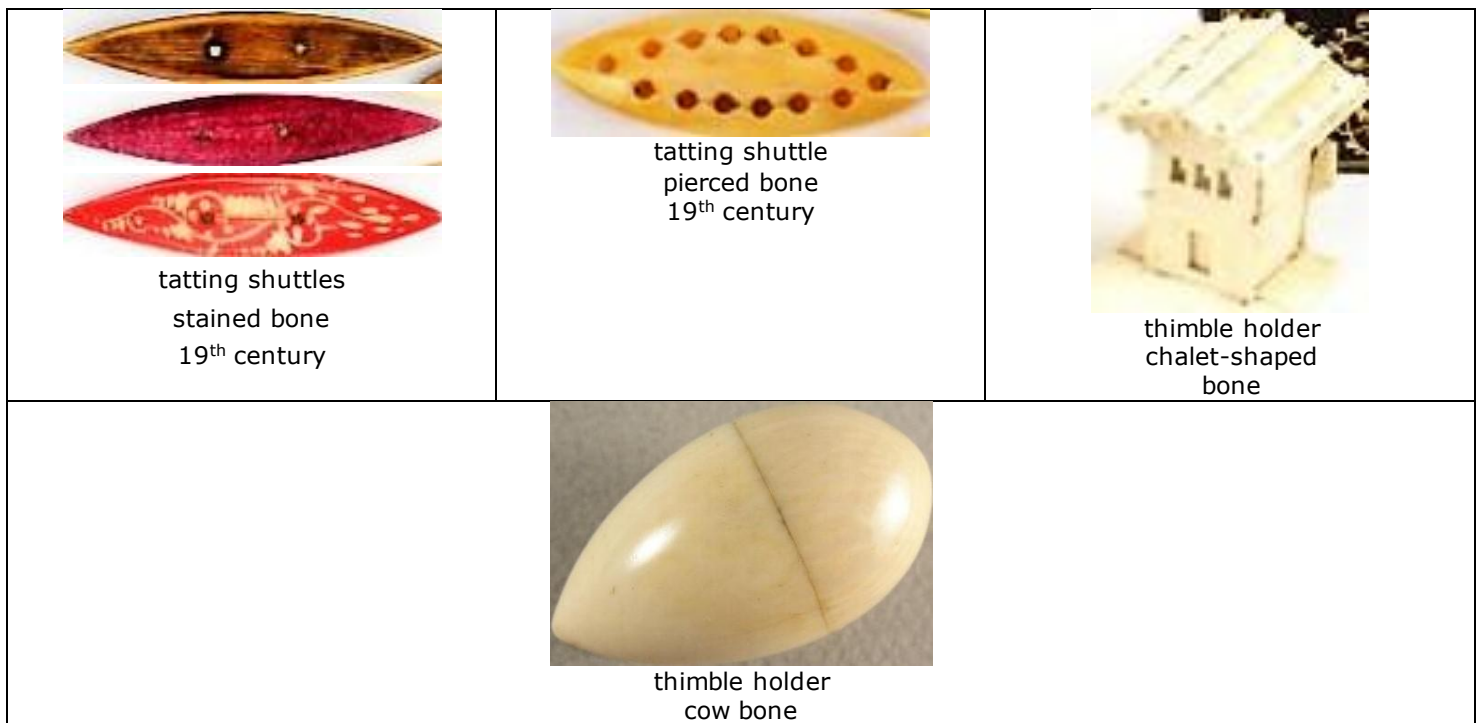 tatting shuttles
stained bone
19th century
tatting shuttle
pierced bone
19th century
thimble holder
chalet-shaped
bone
thimble holder
cow bone